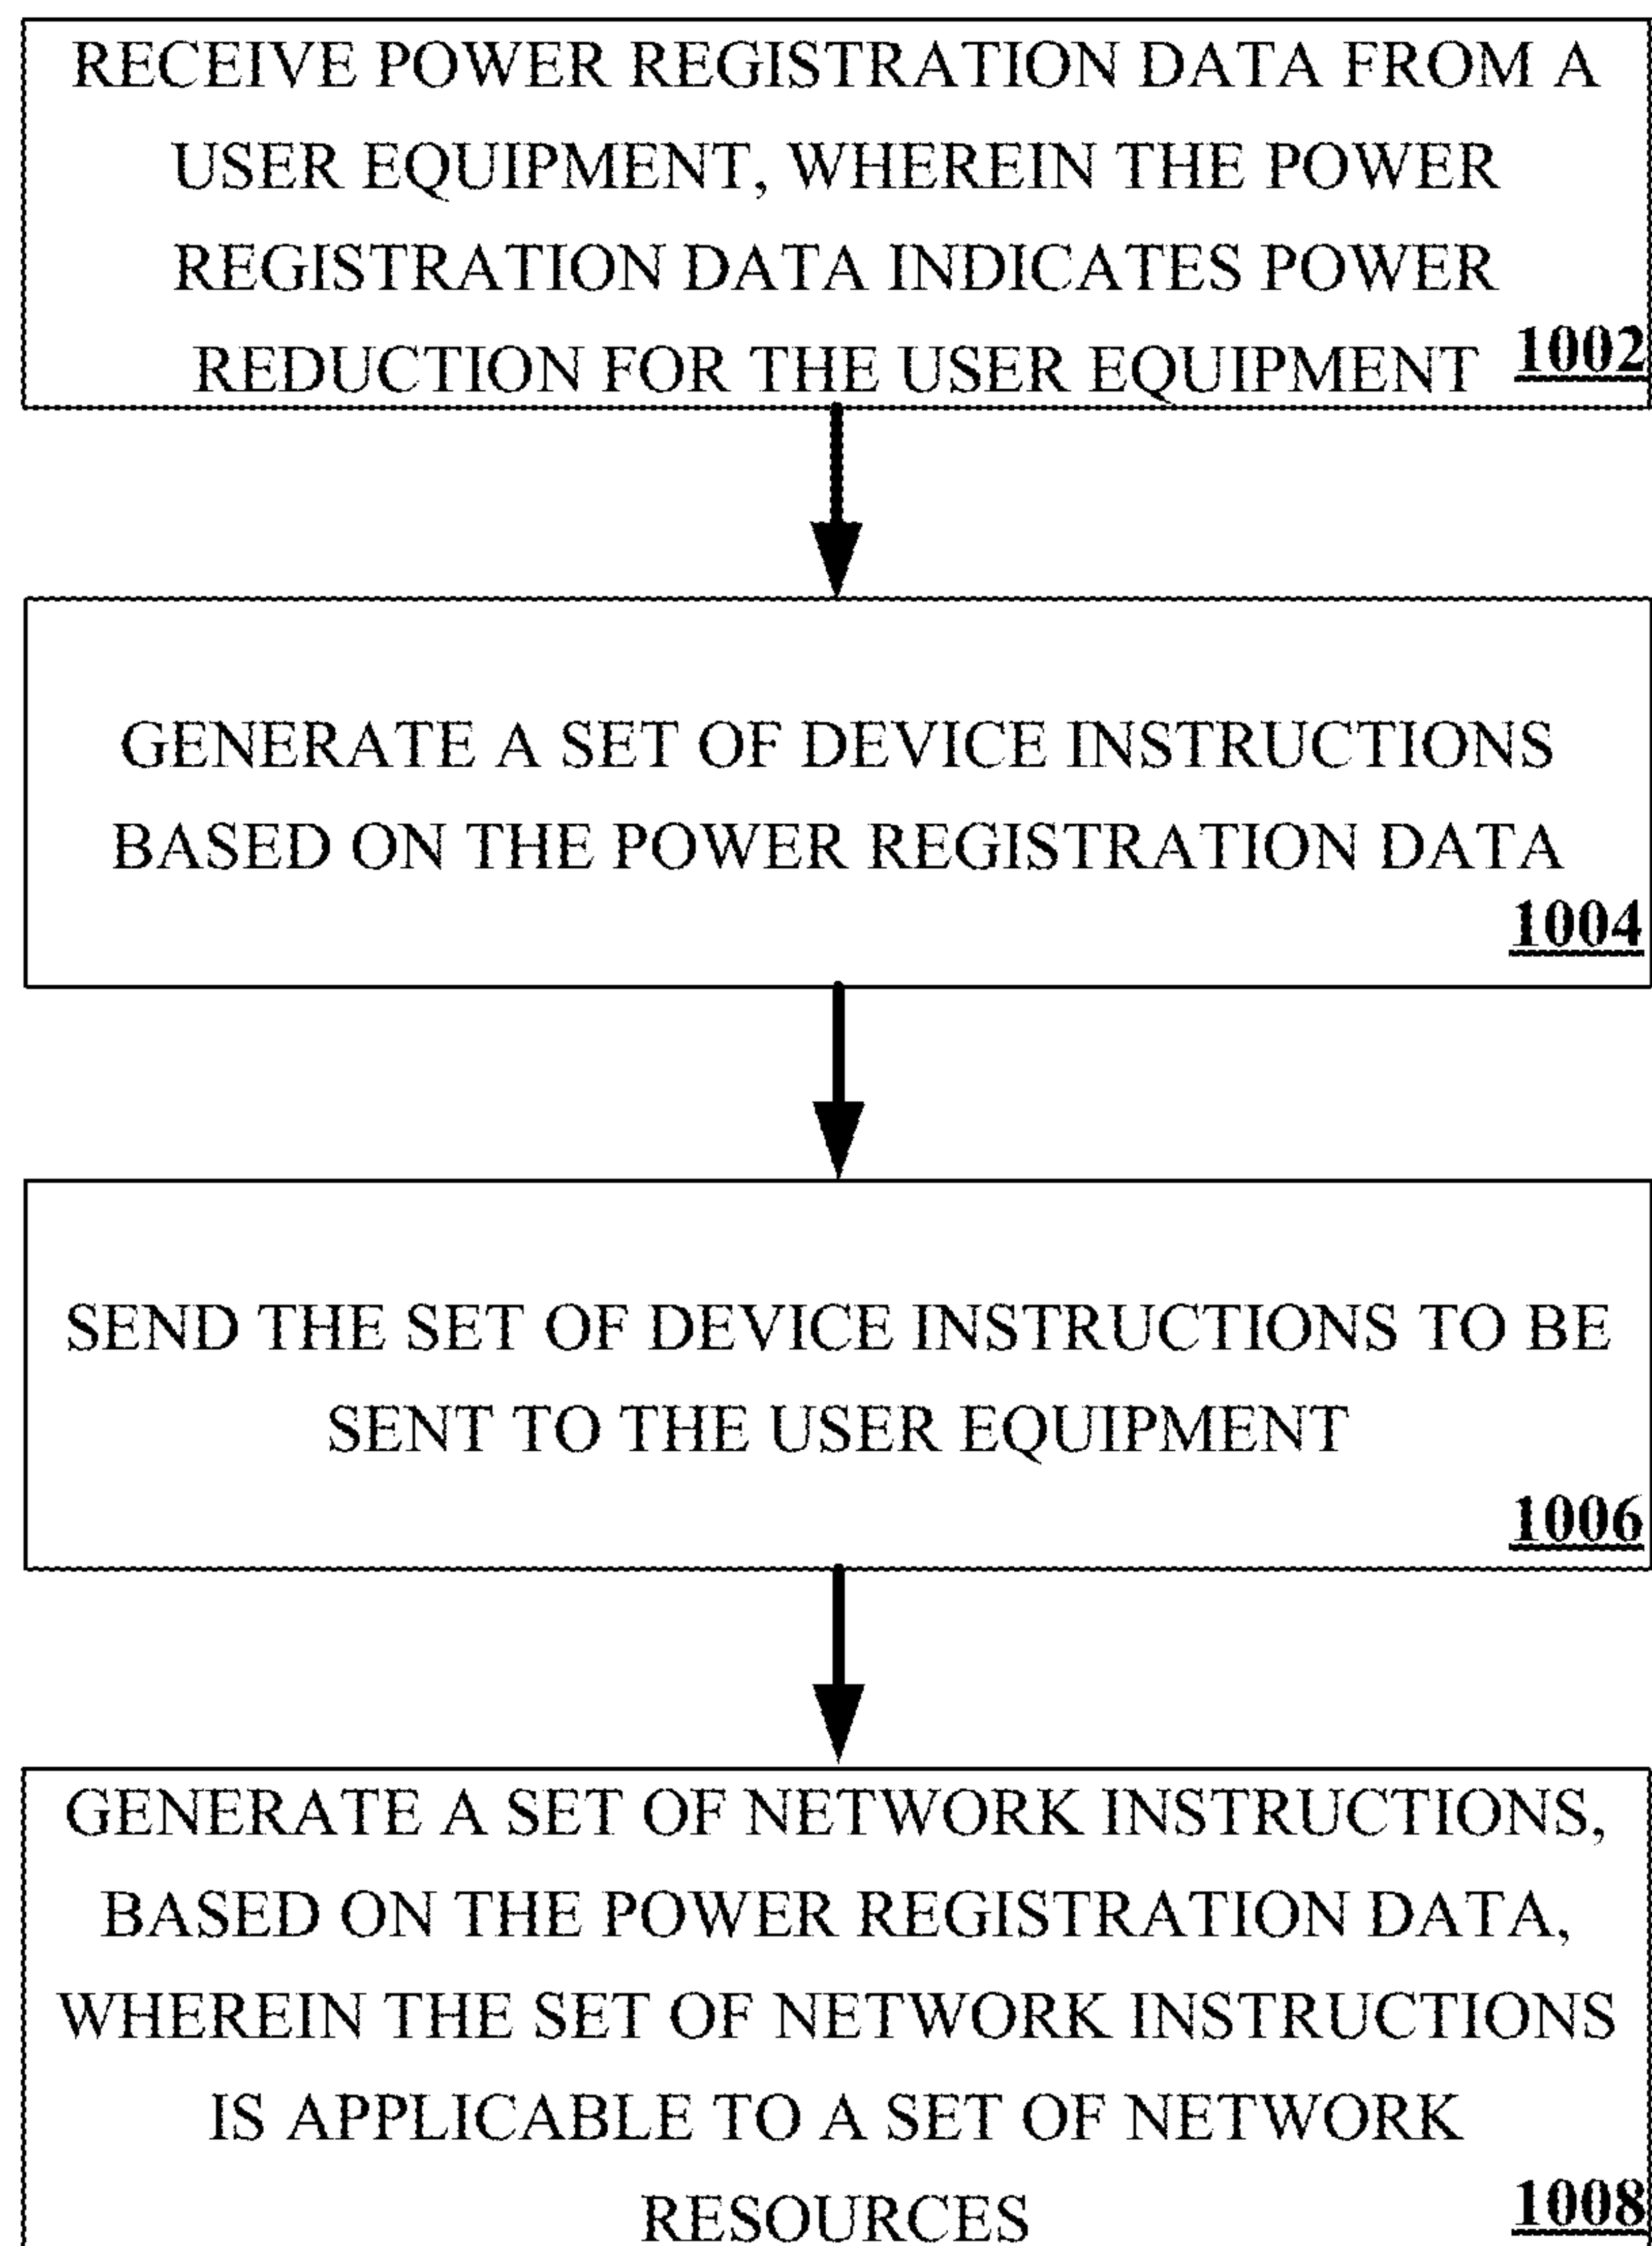 RECEIVE POWER REGISTRATION DATA FROM A
USER EQUIPMENT, WHEREIN THE POWER
REGISTRATION DATA INDICATES POWER
REDUCTION FOR THE USER EQUIPMENT 1002
GENERATE A SET OF DEVICE INSTRUCTIONS
BASED ON THE POWER REGISTRATION DATA
1004
SEND THE SET OF DEVICE INSTRUCTIONS TO BE
SENT TO THE USER EQUIPMENT
1006
GENERATE A SET OF NETWORK INSTRUCTIONS,
BASED ON THE POWER REGISTRATION DATA,
WHEREIN THE SET OF NETWORK INSTRUCTIONS
IS APPLICABLE TO A SET OF NETWORK
RESOURCES 1008